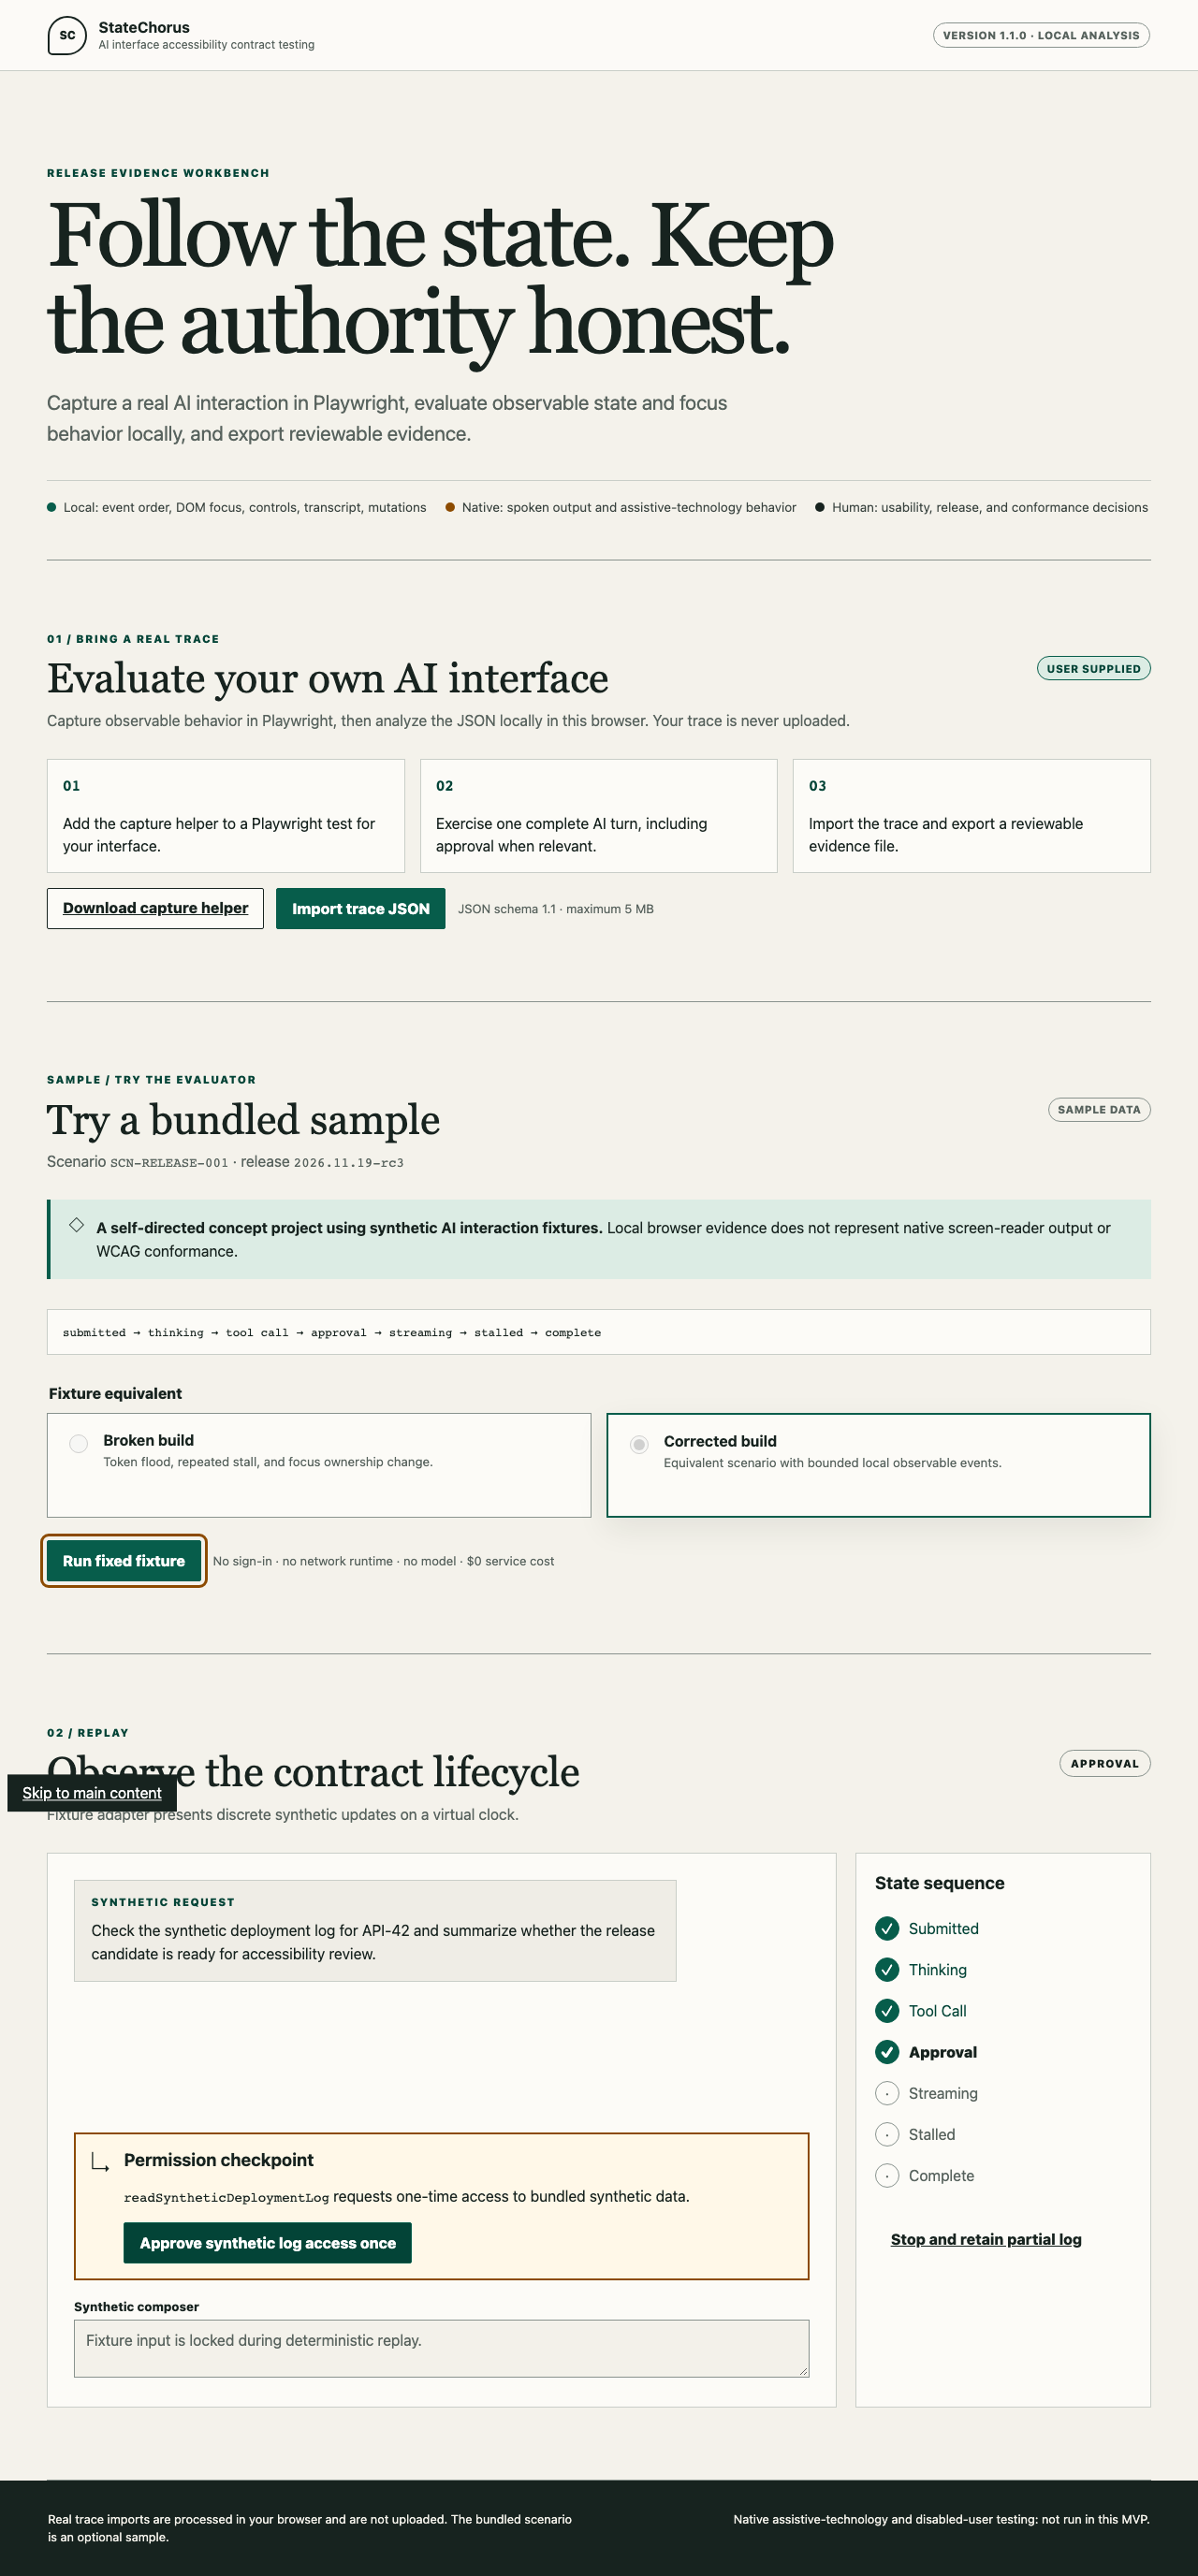 SC
StateChorus
AI interface accessibility contract testing
VERSION 1.1.0 · LOCAL ANALYSIS
RELEASE EVIDENCE WORKBENCH
Follow the state. Keep
the authority honest.
Capture a real AI interaction in Playwright, evaluate observable state and focus
behavior locally, and export reviewable evidence.
Local: event order, DOM focus, controls, transcript, mutations
Native: spoken output and assistive-technology behavior
Human: usability, release, and conformance decisions
01 / BRING A REAL TRACE
Evaluate your own AI interface
USER SUPPLIED
Capture observable behavior in Playwright, then analyze the JSON locally in this browser. Your trace is never uploaded.
01
Add the capture helper to a Playwright test for
your interface.
02
Exercise one complete AI turn, including
approval when relevant.
03
Import the trace and export a reviewable
evidence file.
Download capture helper
Import trace JSON
JSON schema 1.1 · maximum 5 MB
SAMPLE / TRY THE EVALUATOR
Try a bundled sample
SAMPLE DATA
Scenario SCN-RELEASE-001 · release 2026.11.19-rc3
A self-directed concept project using synthetic AI interaction fixtures. Local browser evidence does not represent native screen-reader output or
WCAG conformance.
submitted → thinking → tool call → approval → streaming → stalled → complete
Fixture equivalent
Broken build
Token flood, repeated stall, and focus ownership change.
Corrected build
Equivalent scenario with bounded local observable events.
Run fixed fixture
No sign-in · no network runtime · no model · $0 service cost
02 / REPLAY
Observe the contract lifecycle
APPROVAL
Skip to main content
Fixture adapter presents discrete synthetic updates on a virtual clock.
SYNTHETIC REQUEST
Check the synthetic deployment log for API-42 and summarize whether the release
candidate is ready for accessibility review.
Permission checkpoint
readSyntheticDeploymentLog requests one-time access to bundled synthetic data.
Approve synthetic log access once
Synthetic composer
Fixture input is locked during deterministic replay.
State sequence
Submitted
Thinking
Tool Call
Approval
Streaming
Stalled
Complete
Stop and retain partial log
Real trace imports are processed in your browser and are not uploaded. The bundled scenario
is an optional sample.
Native assistive-technology and disabled-user testing: not run in this MVP.